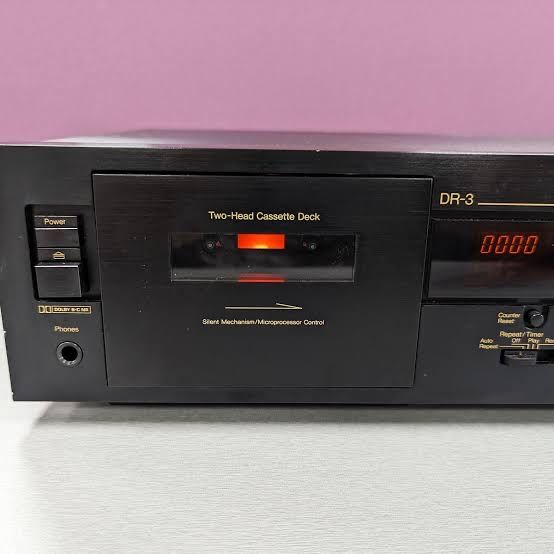 Power
DOLBY B-C NR
Phones
Two-Head Cassette Deck
Silent Mechanism/Microprocessor Control
DR-3
0000
Counter
Reset
Repeat/Timer
Auto
Repeat
Off
Play